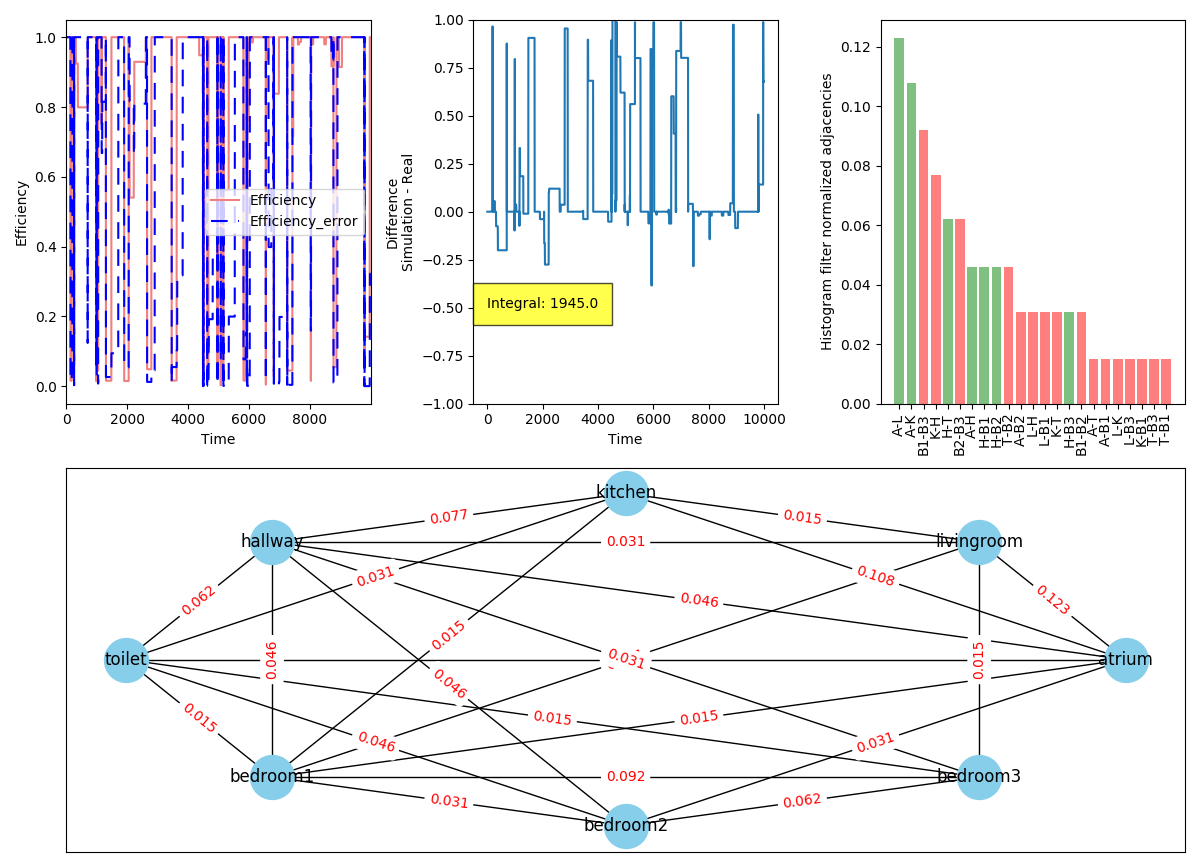 1.0
0.8
0.6
0.4
0.2
0.0
Efficiency
0
2000
4000
6000
8000
Time
Efficiency
Efficiency_error
1.00
0.75
0.50
0.25
0.00
−0.25
−0.50
−0.75
−1.00
Difference
Simulation - Real
Integral: 1945.0
0
2000
4000
6000
8000
10000
Time
0.12
0.10
0.08
0.06
0.04
0.02
0.00
Histogram filter normalized adjacencies
A-L
A-K
B1-B3
K-H
H-T
B2-B3
A-H
H-B1
H-B2
T-B2
A-B2
L-H
L-B1
K-T
H-B3
B1-B2
A-T
A-B1
L-K
L-B3
K-B1
T-B3
T-B1
kitchen
0.077
0.015
hallway
0.031
livingroom
0.031
0.108
0.062
0.046
0.123
0.015
toilet
0.046
0.031
0.015
atrium
0.046
0.015
0.015
0.015
0.046
0.031
bedroom1
0.092
bedroom3
0.031
0.062
bedroom2